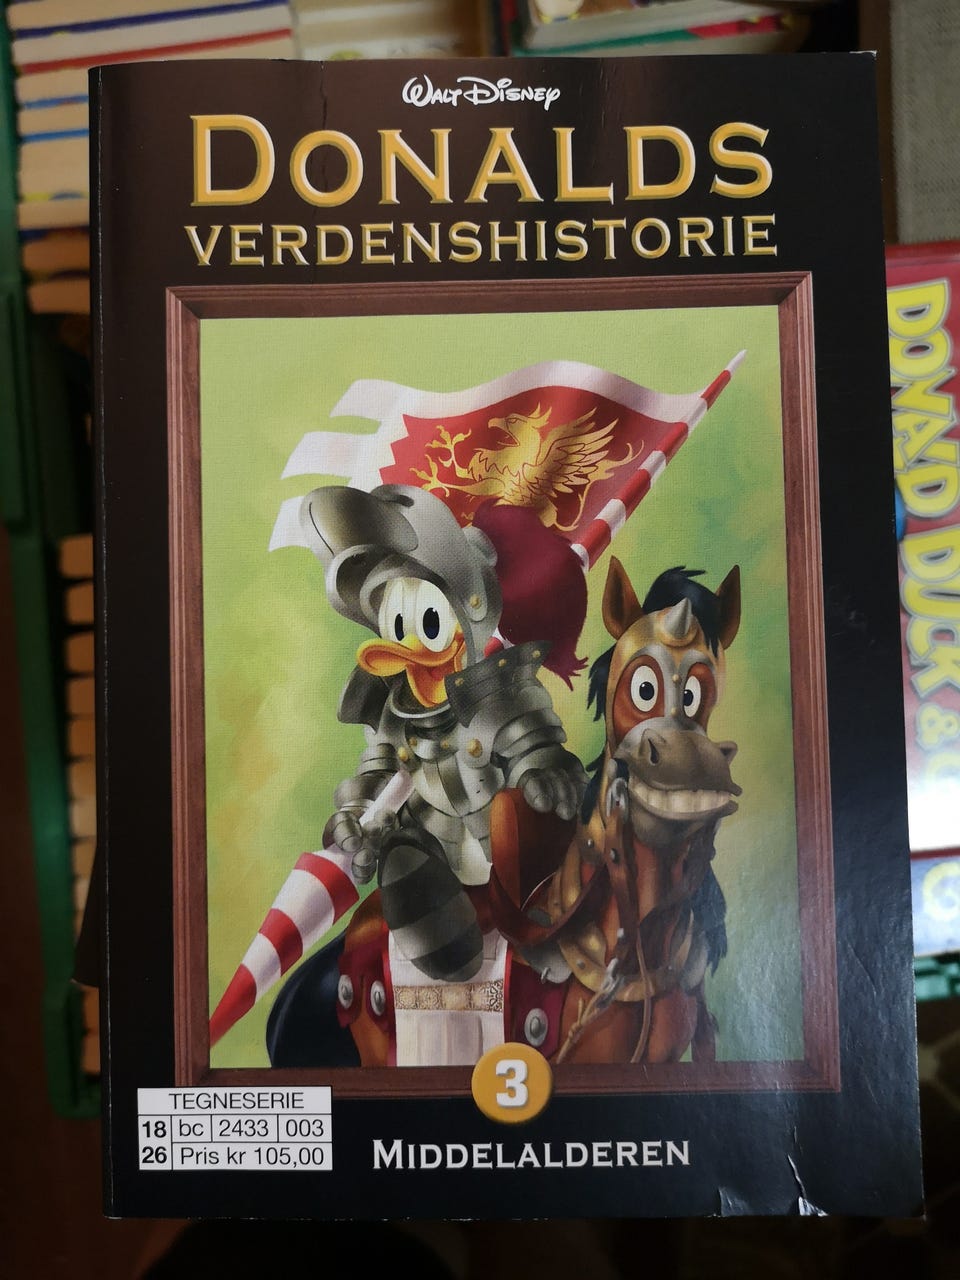 WALT DISNEY
DONALDS
VERDENSHISTORIE
DONALD DUCK &
3
TEGNESERIE
18 bc 2433 003
26 Pris kr 105,00
MIDDELALDEREN